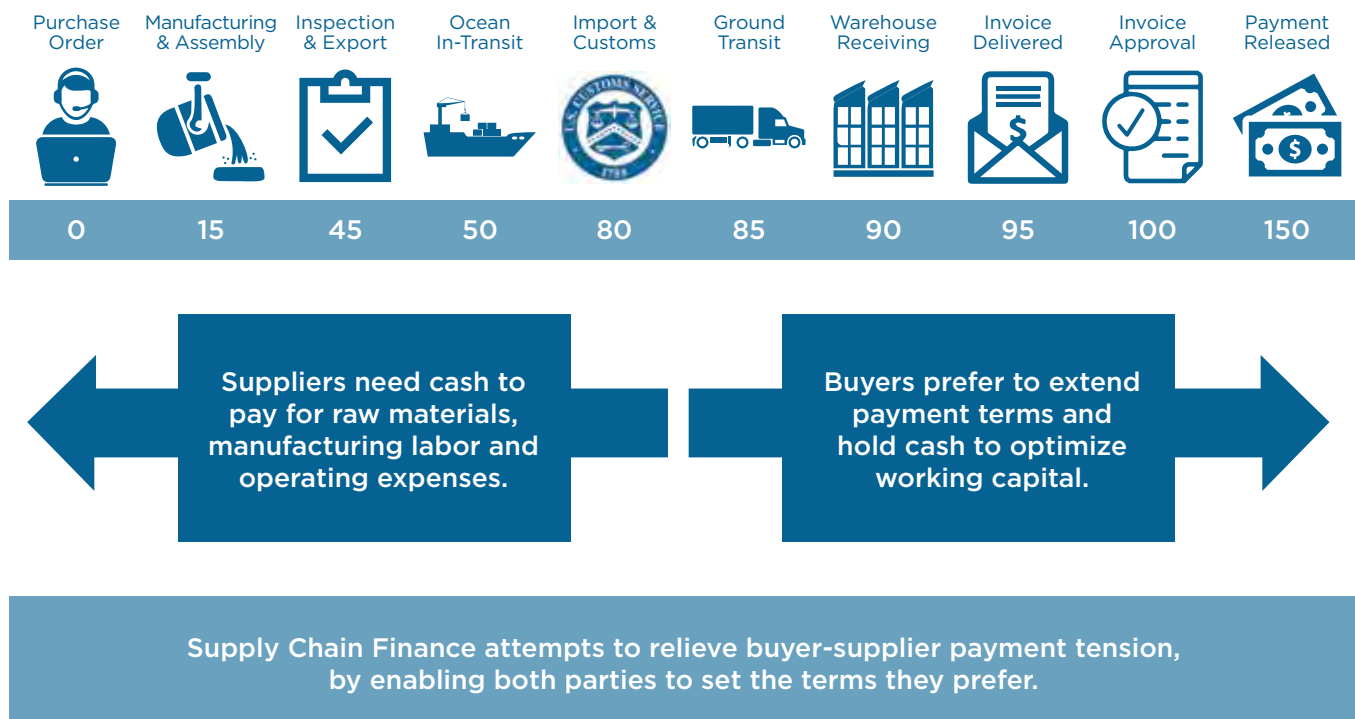 Purchase
Order
Manufacturing
& Assembly
Inspection
& Export
Ocean
In-Transit
Import &
Customs
Ground
Transit
Warehouse
Receiving
Invoice
Delivered
Invoice
Approval
Payment
Released
U.S. CUSTOMS SERVICE
1789
$
$
0
15
45
50
80
85
90
95
100
150
Suppliers need cash to
pay for raw materials,
manufacturing labor and
operating expenses.
Buyers prefer to extend
payment terms and
hold cash to optimize
working capital.
Supply Chain Finance attempts to relieve buyer-supplier payment tension,
by enabling both parties to set the terms they prefer.